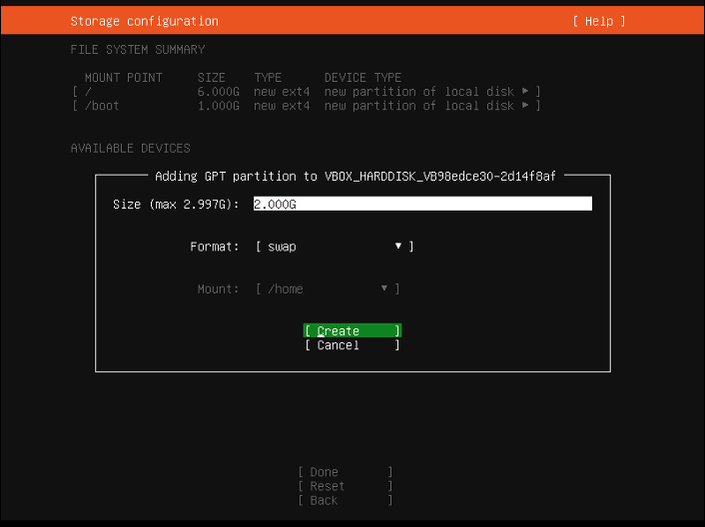 Storage configuration [ Help ]
FILE SYSTEM SUMMARY
MOUNT POINT SIZE TYPE DEVICE TYPE
[ / 6.000G new ext4 new partition of local disk ▶ ]
[ /boot 1.000G new ext4 new partition of local disk ▶ ]
AVAILABLE DEVICES
Adding GPT partition to VBOX_HARDDISK_VB98edce30-2d14f8af
Size (max 2.997G): 2.000G
Format: [ swap ▼ ]
Mount: [ /home ▼ ]
[ Create ]
[ Cancel ]
[ Done ]
[ Reset ]
[ Back ]